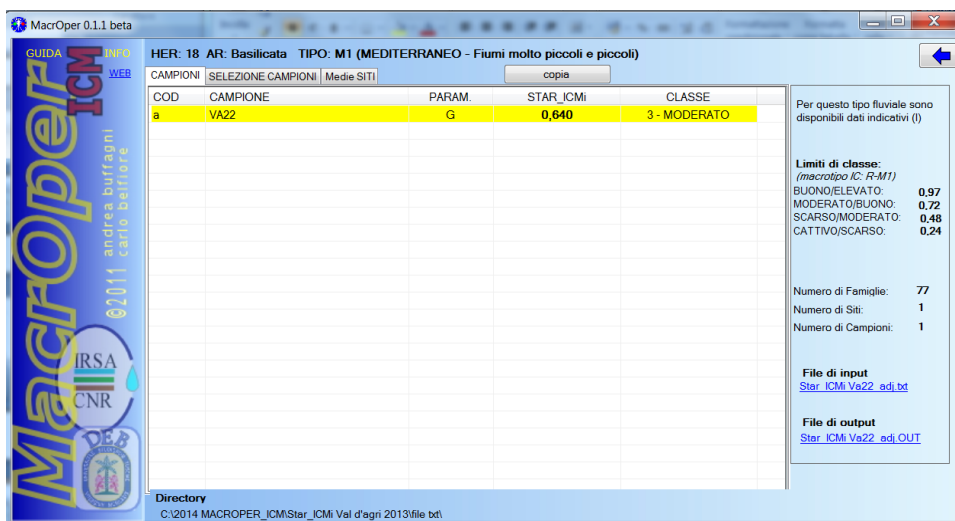 MacrOper 0.1.1 beta
GUIDA
INFO
WEB
MacrOper
ICM
©2011 andrea buffagni
carlo belfiore
IRSA
CNR
DEB
HER: 18 AR: Basilicata TIPO: M1 (MEDITERRANEO - Fiumi molto piccoli e piccoli)
CAMPIONI SELEZIONE CAMPIONI Medie SITI copia
COD CAMPIONE PARAM. STAR_ICMi CLASSE
a VA22 G 0,640 3 - MODERATO
Per questo tipo fluviale sono
disponibili dati indicativi (I)
Limiti di classe:
(macrotipo IC: R-M1)
BUONO/ELEVATO: 0,97
MODERATO/BUONO: 0,72
SCARSO/MODERATO: 0,48
CATTIVO/SCARSO: 0,24
Numero di Famiglie: 77
Numero di Siti: 1
Numero di Campioni: 1
File di input
Star_ICMi Va22_adj.txt
File di output
Star_ICMi Va22_adj.OUT
Directory
C:\2014 MACROPER_ICM\Star_ICMi Val d'agri 2013\file txt\